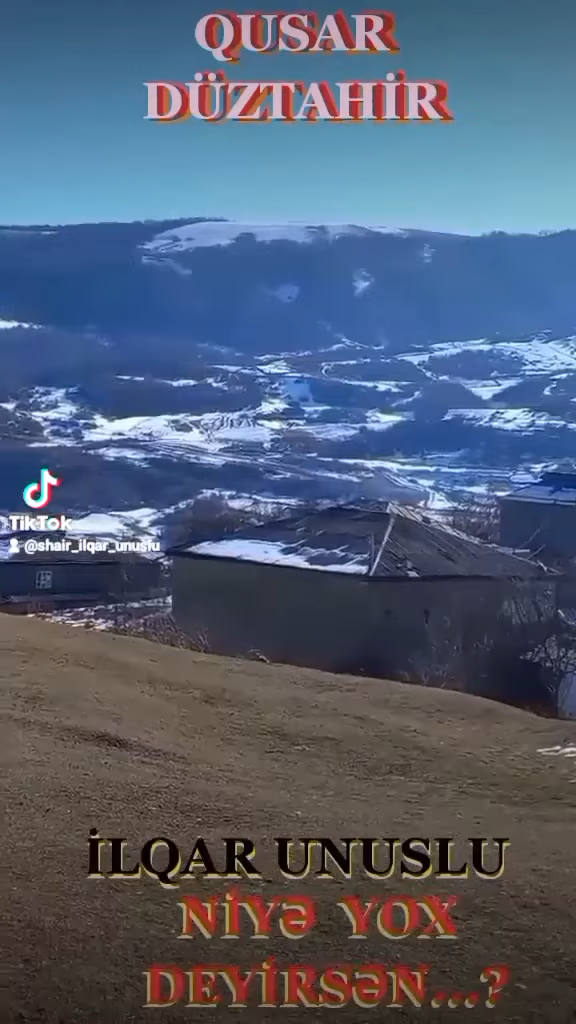 QUSAR
DÜZTAHİR
TikTok
@shair_ilqar_unuslu
İLQAR UNUSLU
NİYƏ YOX
DEYİRSƏN...?